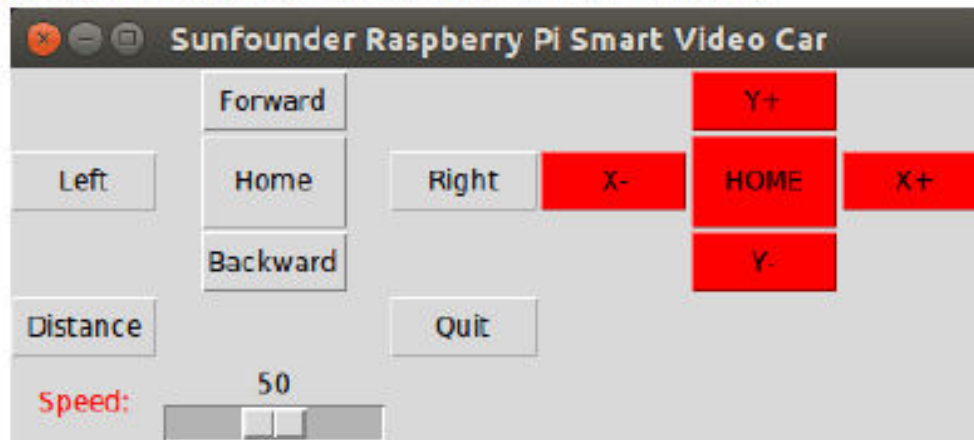 Sunfounder Raspberry Pi Smart Video Car
Forward Y+
Left Home Right X- HOME X+
Backward Y-
Distance Quit
50
Speed: